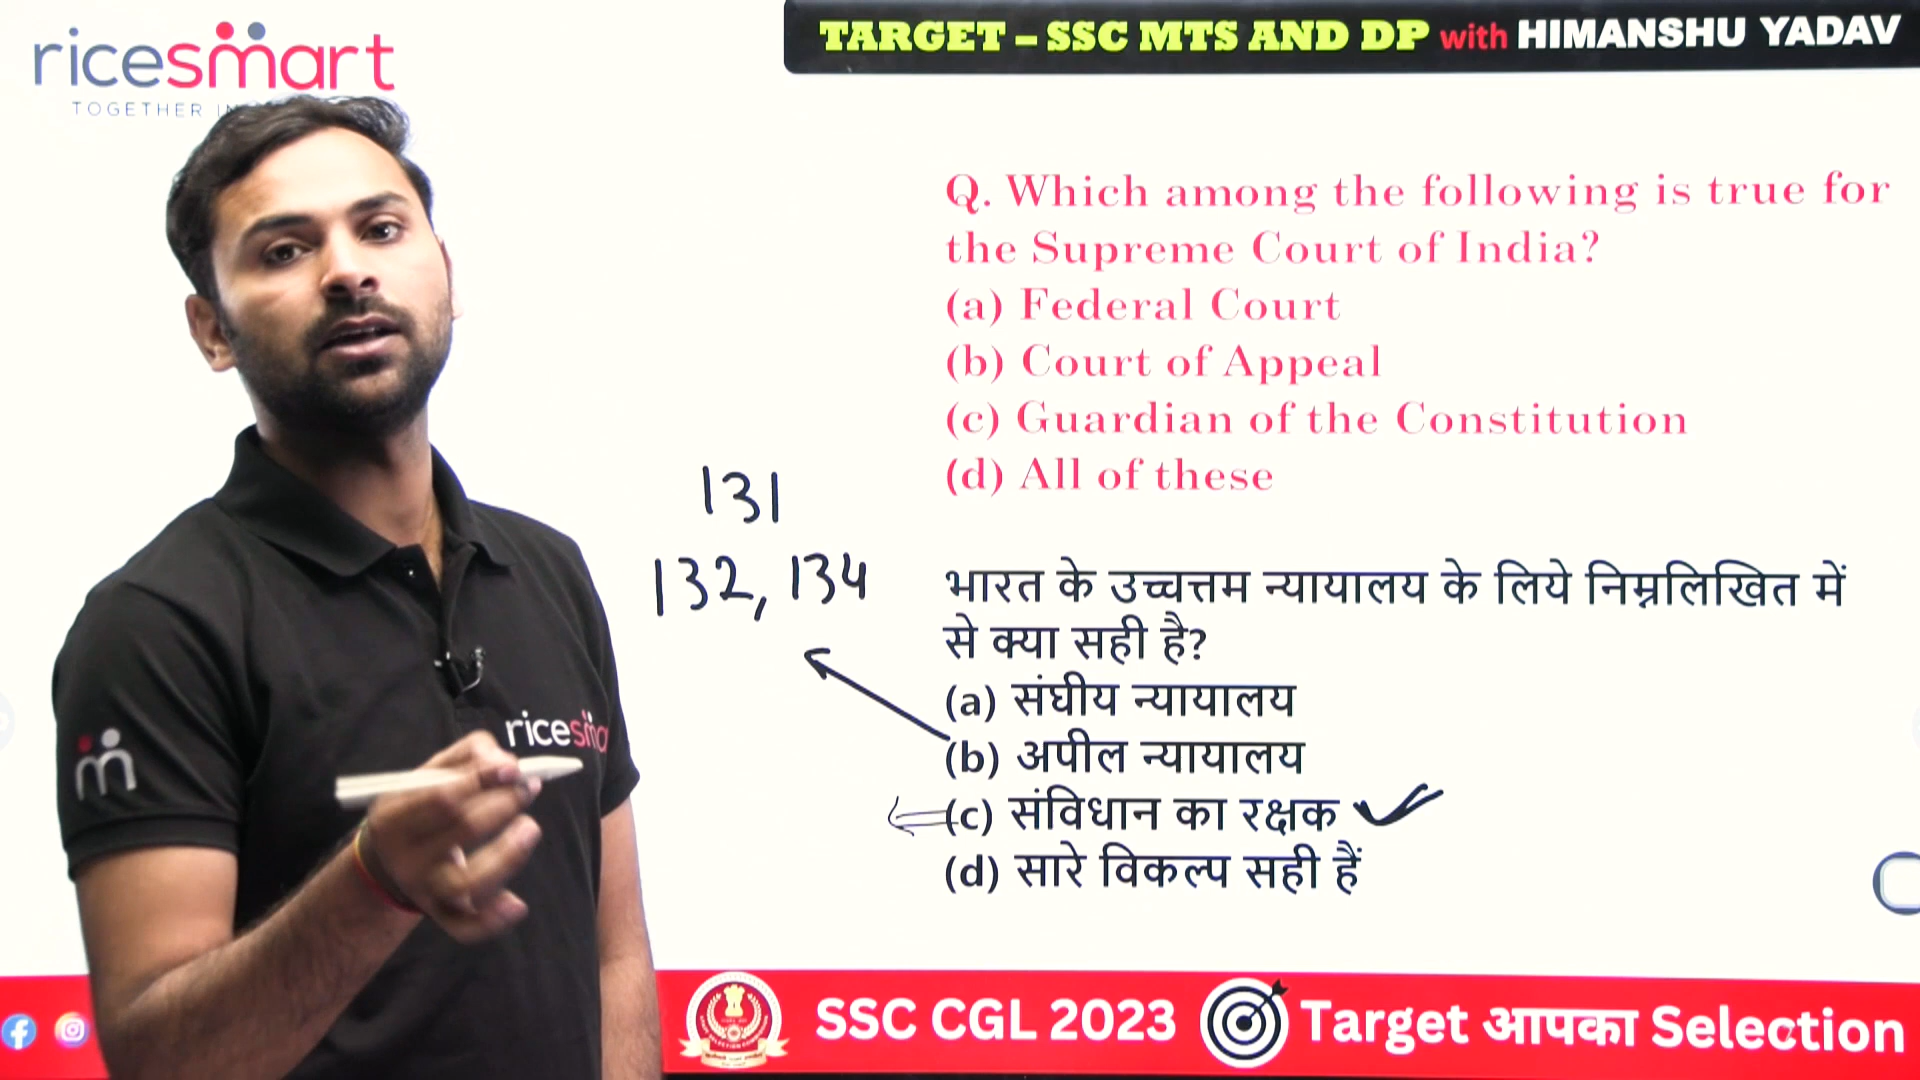 ricesmart
TOGETHER IN
TARGET – SSC MTS AND DP with HIMANSHU YADAV
Q. Which among the following is true for
the Supreme Court of India?
(a) Federal Court
(b) Court of Appeal
(c) Guardian of the Constitution
(d) All of these
131
132, 134
भारत के उच्चत्तम न्यायालय के लिये निम्नलिखित में
से क्या सही है?
(a) संघीय न्यायालय
(b) अपील न्यायालय
(c) संविधान का रक्षक
(d) सारे विकल्प सही हैं
ricesma
SSC CGL 2023 Target आपका Selection